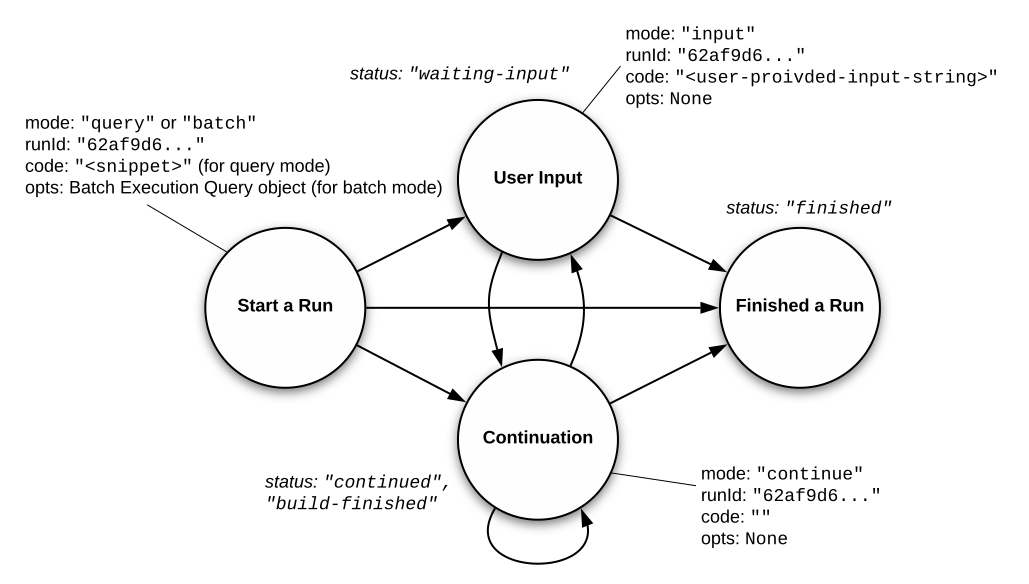 mode: "input"
runId: "62af9d6..."
code: "<user-proivded-input-string>"
opts: None
status: "waiting-input"
mode: "query" or "batch"
runId: "62af9d6..."
code: "<snippet>" (for query mode)
opts: Batch Execution Query object (for batch mode)
User Input
status: "finished"
Start a Run
Finished a Run
Continuation
status: "continued",
"build-finished"
mode: "continue"
runId: "62af9d6..."
code: ""
opts: None